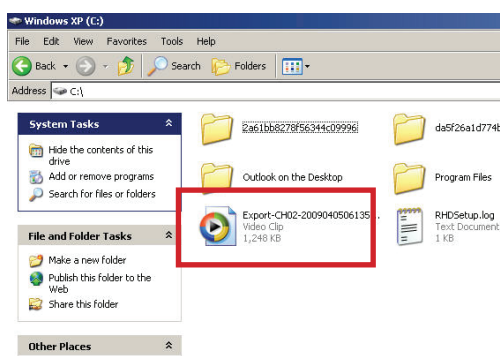 Windows XP (C:)
File Edit View Favorites Tools Help
Back Search Folders
Address C:\
System Tasks
Hide the contents of this
drive
Add or remove programs
Search for files or folders
File and Folder Tasks
Make a new folder
Publish this folder to the
Web
Share this folder
Other Places
2a61bb8278f56344c09996
da5f26a1d774b
Outlook on the Desktop
Program Files
Export-CH02-2009040506135...
Video Clip
1,248 KB
RHDSetup.log
Text Document
1 KB